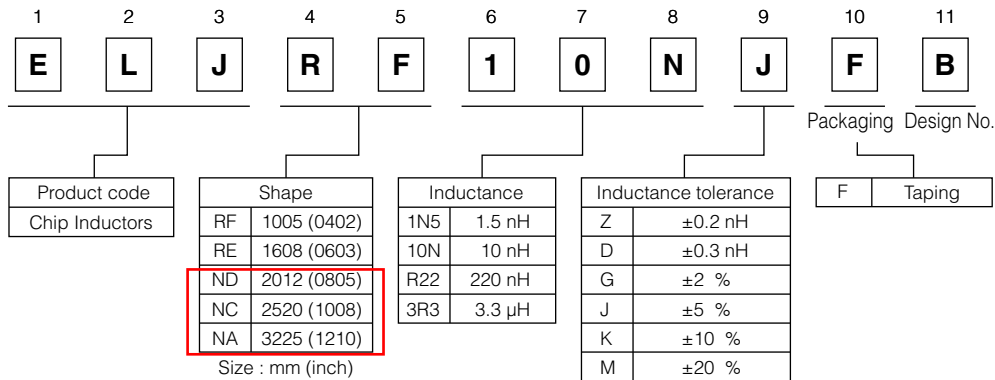 1 2 3 4 5 6 7 8 9 10 11
E L J R F 1 0 N J F B
Packaging Design No.
Product code
Chip Inductors
Shape
RF 1005 (0402)
RE 1608 (0603)
ND 2012 (0805)
NC 2520 (1008)
NA 3225 (1210)
Size : mm (inch)
Inductance
1N5 1.5 nH
10N 10 nH
R22 220 nH
3R3 3.3 µH
Inductance tolerance
Z ±0.2 nH
D ±0.3 nH
G ±2 %
J ±5 %
K ±10 %
M ±20 %
F Taping